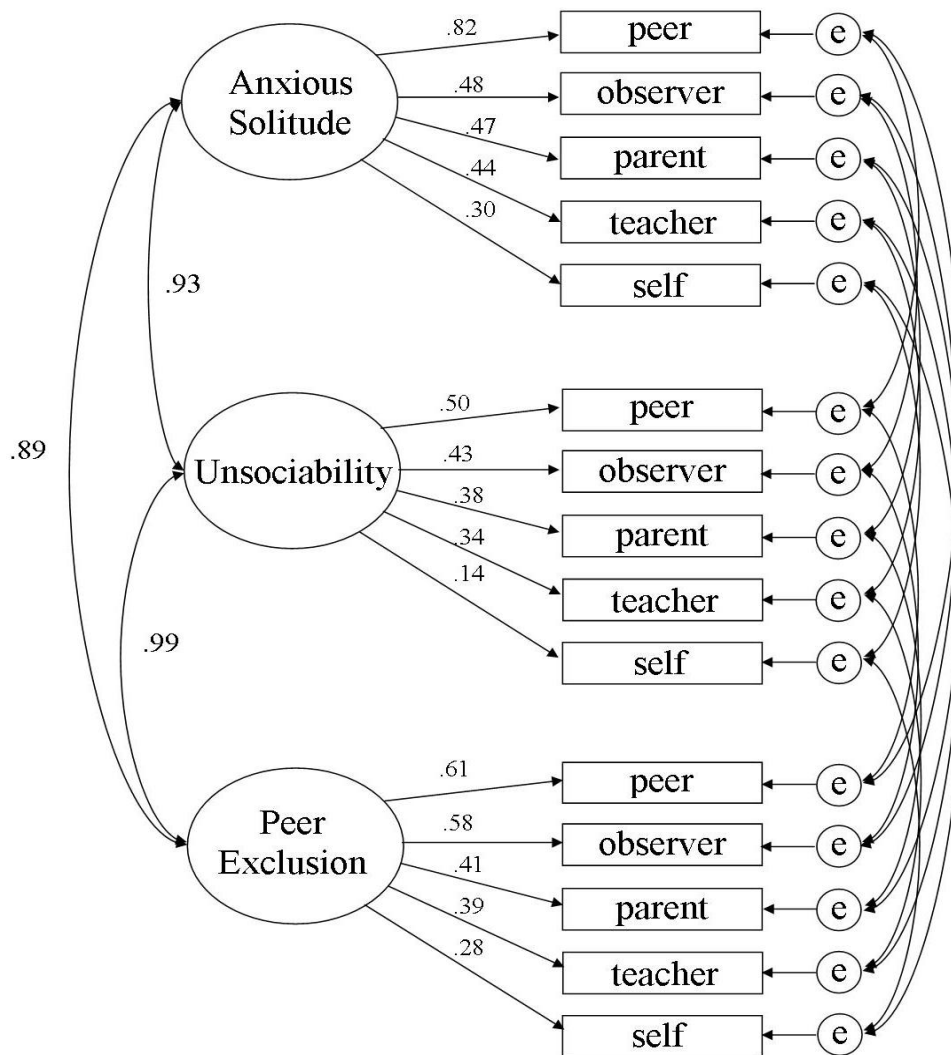 .82
peer
e
Anxious
Solitude
.48
observer
e
.47
parent
e
.44
teacher
e
.30
self
e
.93
.89
.50
peer
e
Unsociability
.43
observer
e
.38
parent
e
.34
teacher
e
.14
self
e
.99
.61
peer
e
Peer
Exclusion
.58
observer
e
.41
parent
e
.39
teacher
e
.28
self
e